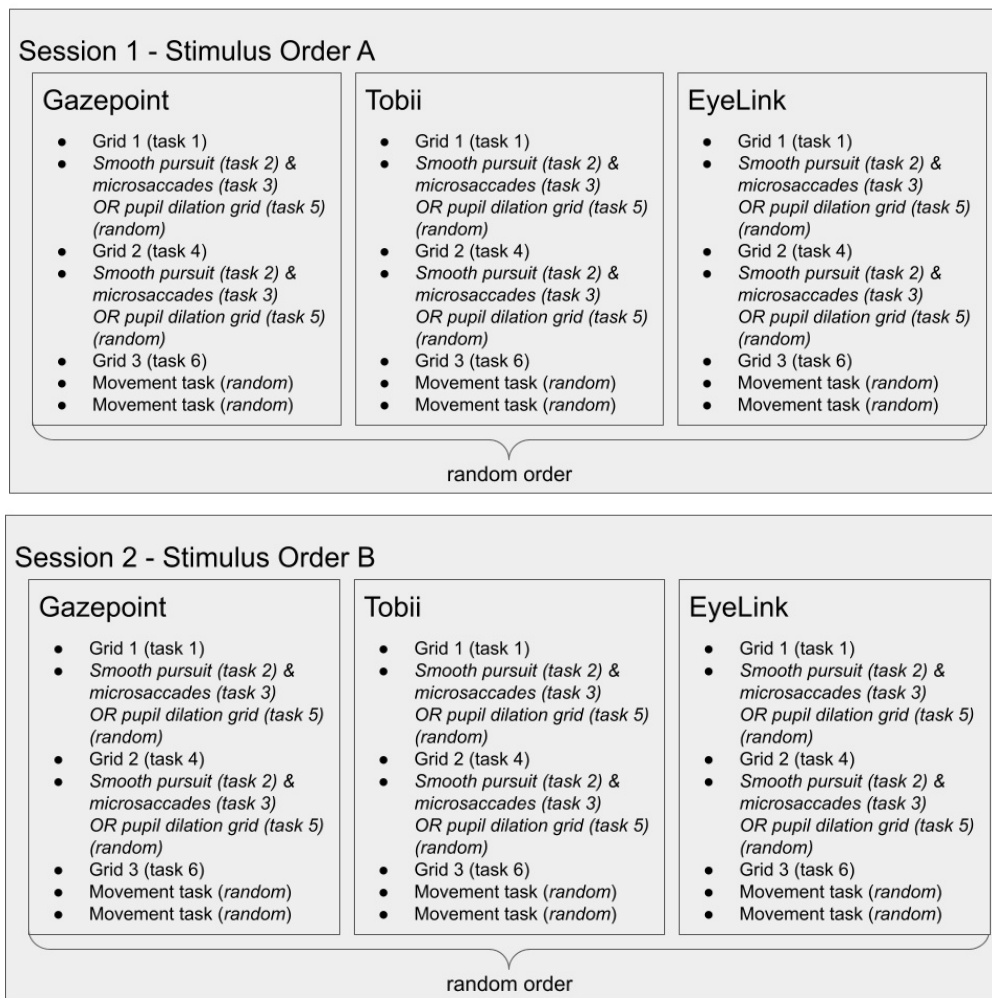 Session 1 - Stimulus Order A
Gazepoint
● Grid 1 (task 1)
● Smooth pursuit (task 2) &
microsaccades (task 3)
OR pupil dilation grid (task 5)
(random)
● Grid 2 (task 4)
● Smooth pursuit (task 2) &
microsaccades (task 3)
OR pupil dilation grid (task 5)
(random)
● Grid 3 (task 6)
● Movement task (random)
● Movement task (random)
Tobii
● Grid 1 (task 1)
● Smooth pursuit (task 2) &
microsaccades (task 3)
OR pupil dilation grid (task 5)
(random)
● Grid 2 (task 4)
● Smooth pursuit (task 2) &
microsaccades (task 3)
OR pupil dilation grid (task 5)
(random)
● Grid 3 (task 6)
● Movement task (random)
● Movement task (random)
EyeLink
● Grid 1 (task 1)
● Smooth pursuit (task 2) &
microsaccades (task 3)
OR pupil dilation grid (task 5)
(random)
● Grid 2 (task 4)
● Smooth pursuit (task 2) &
microsaccades (task 3)
OR pupil dilation grid (task 5)
(random)
● Grid 3 (task 6)
● Movement task (random)
● Movement task (random)
random order
Session 2 - Stimulus Order B
Gazepoint
● Grid 1 (task 1)
● Smooth pursuit (task 2) &
microsaccades (task 3)
OR pupil dilation grid (task 5)
(random)
● Grid 2 (task 4)
● Smooth pursuit (task 2) &
microsaccades (task 3)
OR pupil dilation grid (task 5)
(random)
● Grid 3 (task 6)
● Movement task (random)
● Movement task (random)
Tobii
● Grid 1 (task 1)
● Smooth pursuit (task 2) &
microsaccades (task 3)
OR pupil dilation grid (task 5)
(random)
● Grid 2 (task 4)
● Smooth pursuit (task 2) &
microsaccades (task 3)
OR pupil dilation grid (task 5)
(random)
● Grid 3 (task 6)
● Movement task (random)
● Movement task (random)
EyeLink
● Grid 1 (task 1)
● Smooth pursuit (task 2) &
microsaccades (task 3)
OR pupil dilation grid (task 5)
(random)
● Grid 2 (task 4)
● Smooth pursuit (task 2) &
microsaccades (task 3)
OR pupil dilation grid (task 5)
(random)
● Grid 3 (task 6)
● Movement task (random)
● Movement task (random)
random order